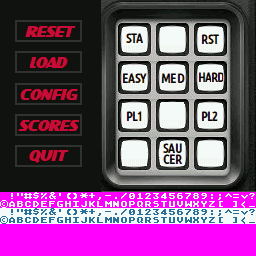 RESET
LOAD
CONFIG
SCORES
QUIT
STA RST
EASY MED HARD
PL1 PL2
SAU
CER
!"#$%&'()*+,-./0123456789:;^=v?
©ABCDEFGHIJKLMNOPQRSTUVWXYZ[ ]<_
!"#$%&'()*+,-./0123456789:;^=v?
©ABCDEFGHIJKLMNOPQRSTUVWXYZ[ ]<_